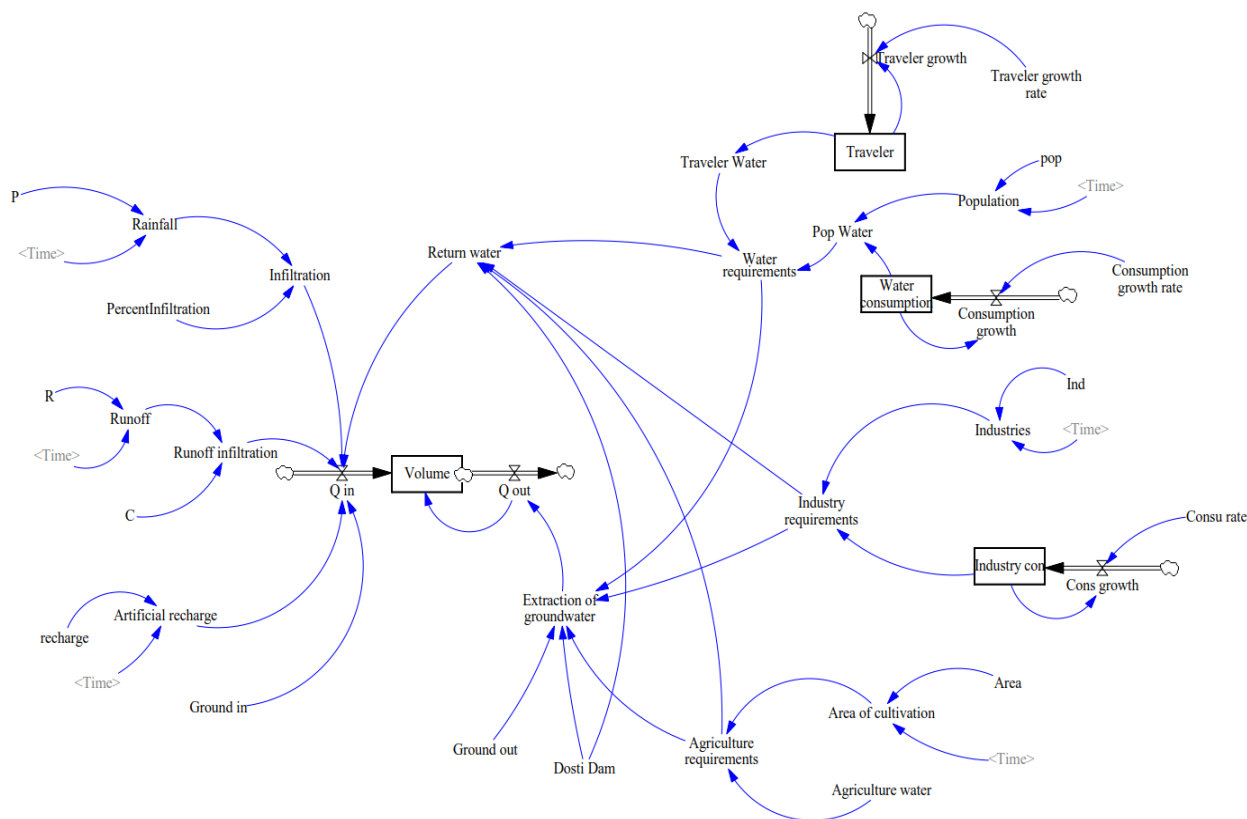 Traveler growth
Traveler growth
rate
Traveler
Traveler Water
pop
<Time>
Population
P
Rainfall
<Time>
Return water
Pop Water
Water
requirements
Infiltration
PercentInfiltration
Water
consumption
Consumption
growth
Consumption
growth rate
R
Runoff
<Time>
Runoff infiltration
C
Ind
Industries
<Time>
Q in
Volume
Q out
Industry
requirements
Consu rate
Industry con
Cons growth
Extraction of
groundwater
Artificial recharge
recharge
<Time>
Ground in
Area
Area of cultivation
Ground out
Dosti Dam
Agriculture
requirements
<Time>
Agriculture water